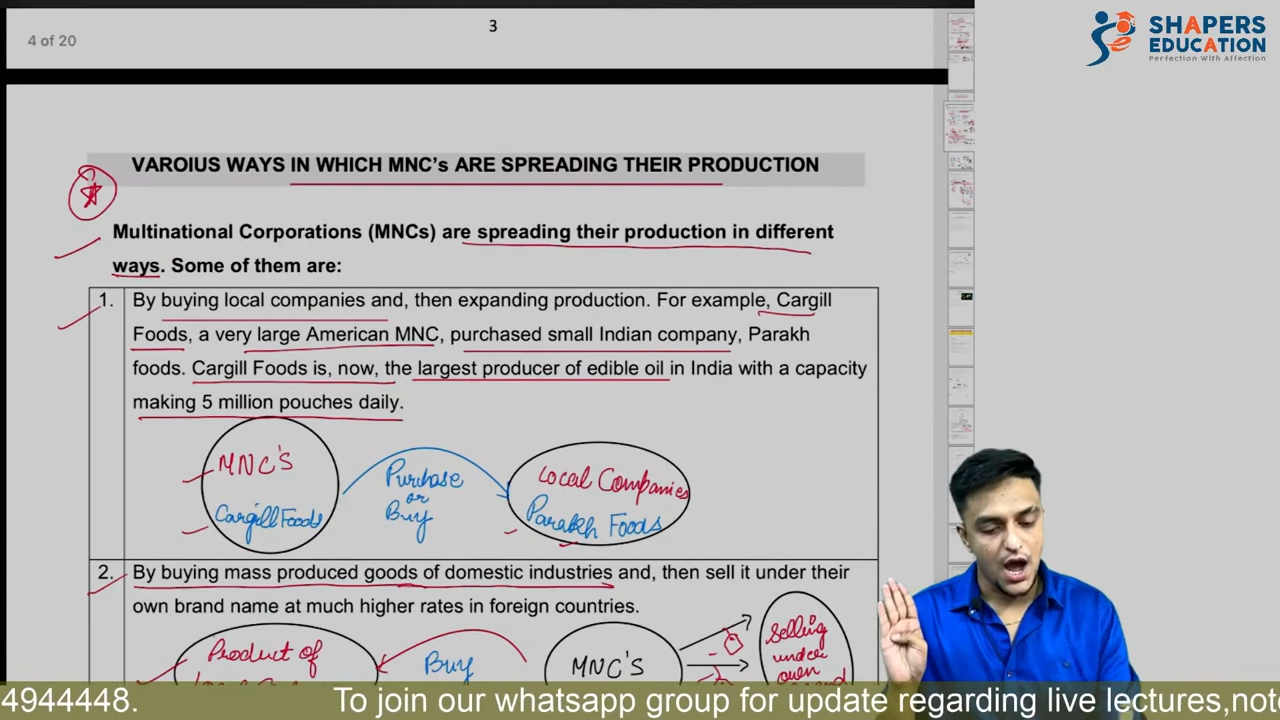 3
4 of 20
SHAPERS
EDUCATION
Perfection With Affection
VAROIUS WAYS IN WHICH MNC's ARE SPREADING THEIR PRODUCTION
Multinational Corporations (MNCs) are spreading their production in different
ways. Some of them are:
1. By buying local companies and, then expanding production. For example, Cargill
Foods, a very large American MNC, purchased small Indian company, Parakh
foods. Cargill Foods is, now, the largest producer of edible oil in India with a capacity
making 5 million pouches daily.
MNC's
Cargill Foods
Purchase
or
Buy
Local Companies
Parakh Foods
2. By buying mass produced goods of domestic industries and, then sell it under their
own brand name at much higher rates in foreign countries.
Product of
Buy
MNC's
Selling
under
own
4944448.
To join our whatsapp group for update regarding live lectures,not